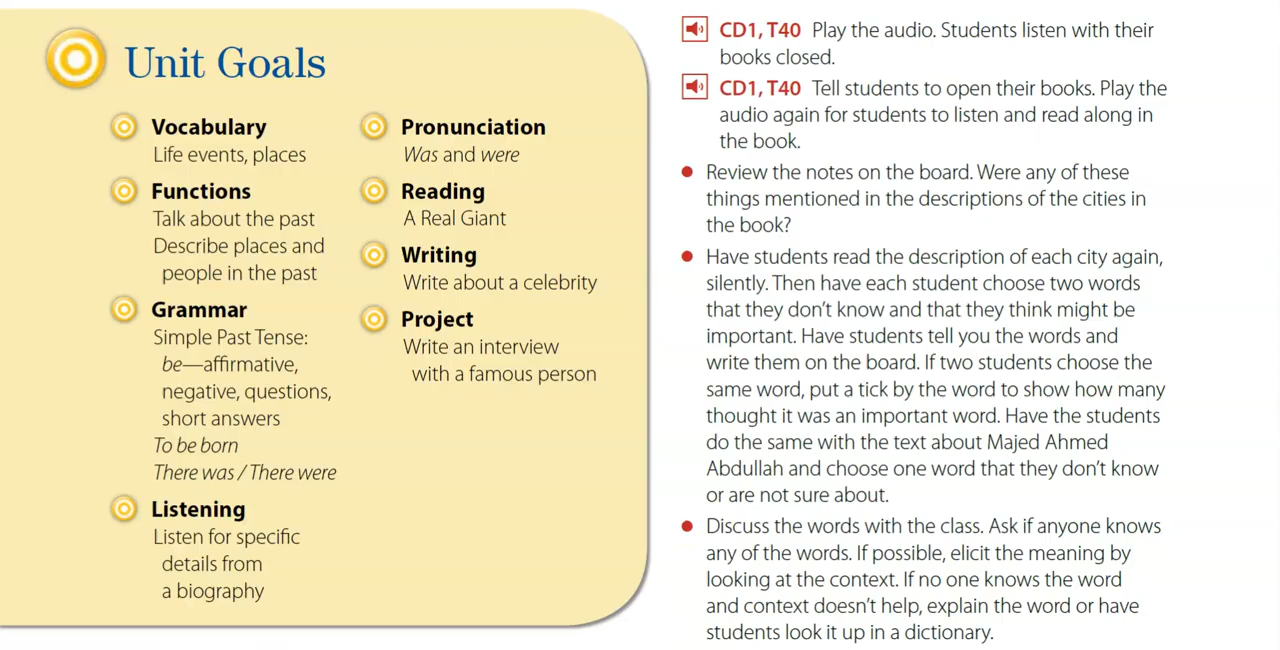 Unit Goals
Vocabulary
Life events, places
Functions
Talk about the past
Describe places and
people in the past
Grammar
Simple Past Tense:
be—affirmative,
negative, questions,
short answers
To be born
There was / There were
Listening
Listen for specific
details from
a biography
Pronunciation
Was and were
Reading
A Real Giant
Writing
Write about a celebrity
Project
Write an interview
with a famous person
CD1, T40 Play the audio. Students listen with their
books closed.
CD1, T40 Tell students to open their books. Play the
audio again for students to listen and read along in
the book.
• Review the notes on the board. Were any of these
things mentioned in the descriptions of the cities in
the book?
• Have students read the description of each city again,
silently. Then have each student choose two words
that they don’t know and that they think might be
important. Have students tell you the words and
write them on the board. If two students choose the
same word, put a tick by the word to show how many
thought it was an important word. Have the students
do the same with the text about Majed Ahmed
Abdullah and choose one word that they don’t know
or are not sure about.
• Discuss the words with the class. Ask if anyone knows
any of the words. If possible, elicit the meaning by
looking at the context. If no one knows the word
and context doesn’t help, explain the word or have
students look it up in a dictionary.